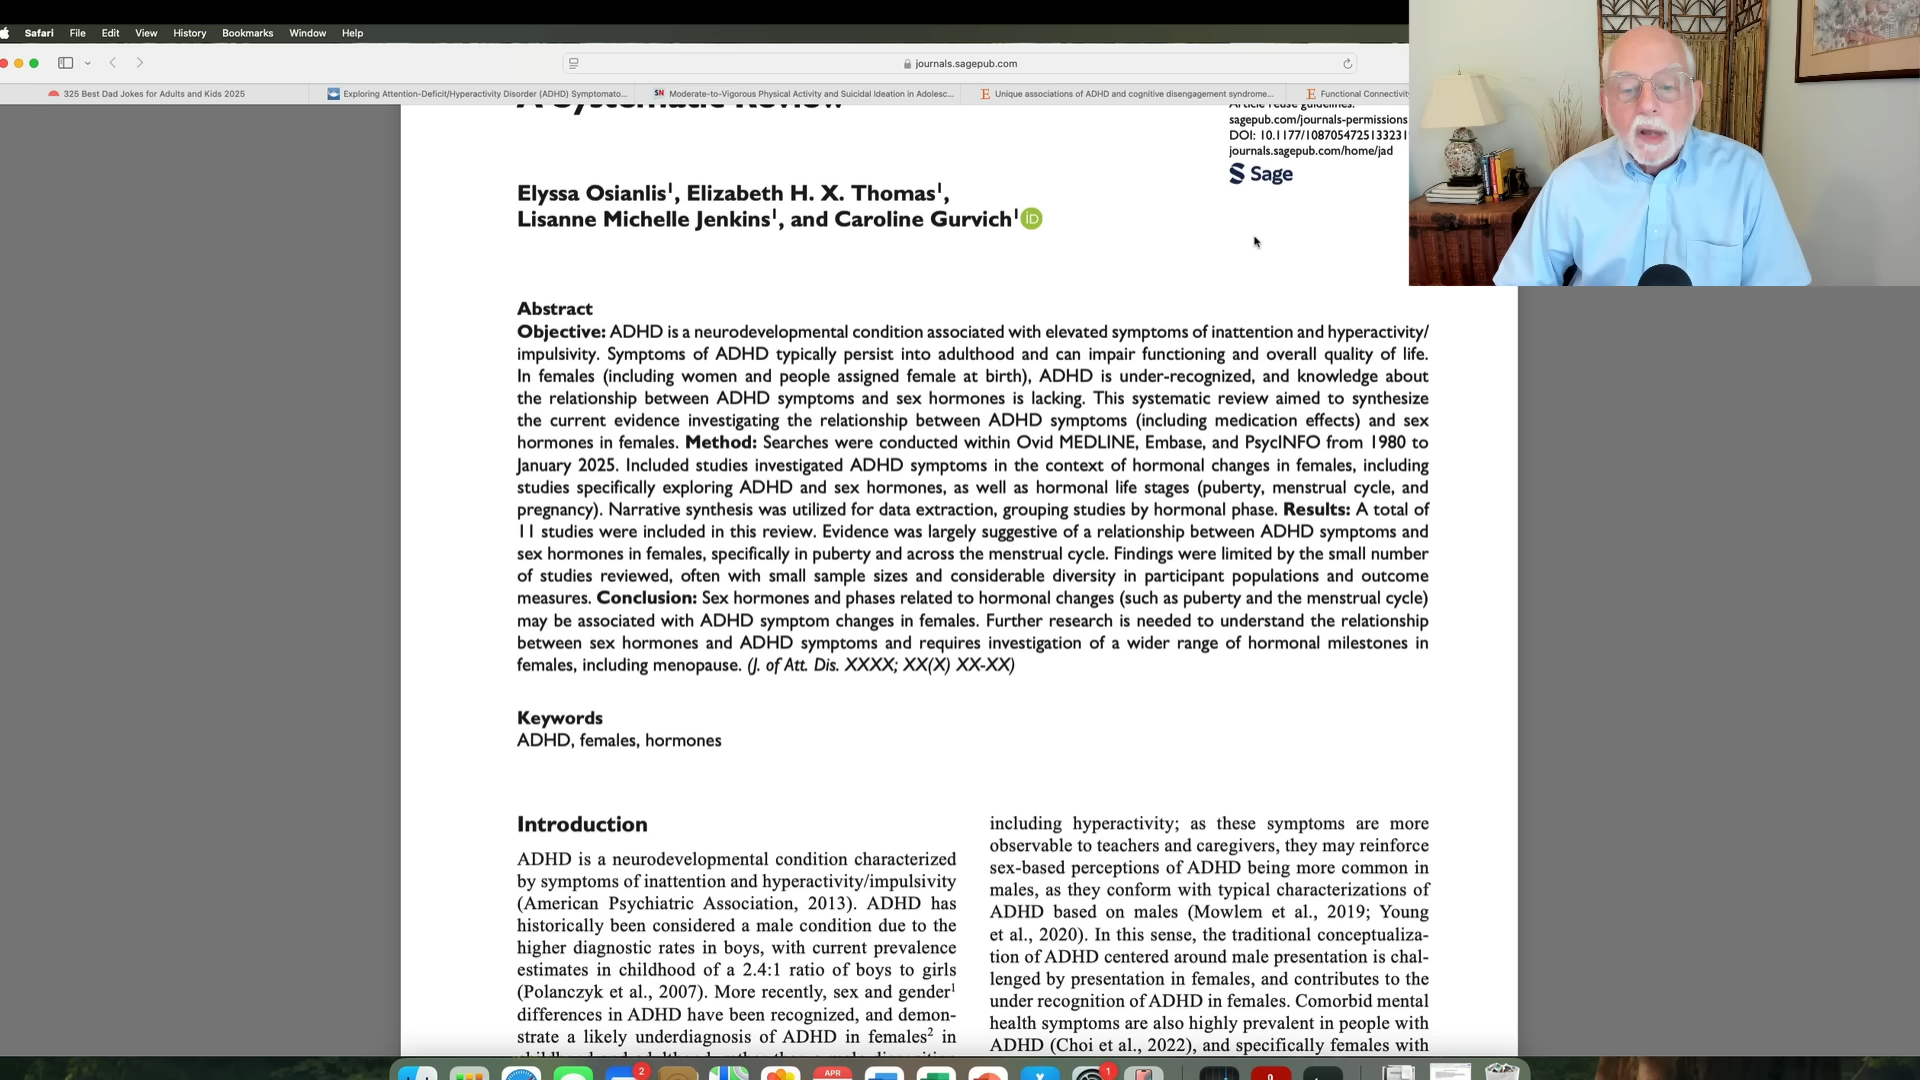 Safari File Edit View History Bookmarks Window Help
journals.sagepub.com
325 Best Dad Jokes for Adults and Kids 2025
Exploring Attention-Deficit/Hyperactivity Disorder (ADHD) Symptomato...
SN Moderate-to-Vigorous Physical Activity and Suicidal Ideation in Adolesc...
E Unique associations of ADHD and cognitive disengagement syndrome...
E Functional Connectivity
A Systematic Review
Article reuse guidelines:
sagepub.com/journals-permissions
DOI: 10.1177/1087054725133231
journals.sagepub.com/home/jad
Sage
Elyssa Osianlis¹, Elizabeth H. X. Thomas¹,
Lisanne Michelle Jenkins¹, and Caroline Gurvich¹ iD
Abstract
Objective: ADHD is a neurodevelopmental condition associated with elevated symptoms of inattention and hyperactivity/
impulsivity. Symptoms of ADHD typically persist into adulthood and can impair functioning and overall quality of life.
In females (including women and people assigned female at birth), ADHD is under-recognized, and knowledge about
the relationship between ADHD symptoms and sex hormones is lacking. This systematic review aimed to synthesize
the current evidence investigating the relationship between ADHD symptoms (including medication effects) and sex
hormones in females. Method: Searches were conducted within Ovid MEDLINE, Embase, and PsycINFO from 1980 to
January 2025. Included studies investigated ADHD symptoms in the context of hormonal changes in females, including
studies specifically exploring ADHD and sex hormones, as well as hormonal life stages (puberty, menstrual cycle, and
pregnancy). Narrative synthesis was utilized for data extraction, grouping studies by hormonal phase. Results: A total of
11 studies were included in this review. Evidence was largely suggestive of a relationship between ADHD symptoms and
sex hormones in females, specifically in puberty and across the menstrual cycle. Findings were limited by the small number
of studies reviewed, often with small sample sizes and considerable diversity in participant populations and outcome
measures. Conclusion: Sex hormones and phases related to hormonal changes (such as puberty and the menstrual cycle)
may be associated with ADHD symptom changes in females. Further research is needed to understand the relationship
between sex hormones and ADHD symptoms and requires investigation of a wider range of hormonal milestones in
females, including menopause. (J. of Att. Dis. XXXX; XX(X) XX-XX)
Keywords
ADHD, females, hormones
Introduction
ADHD is a neurodevelopmental condition characterized
by symptoms of inattention and hyperactivity/impulsivity
(American Psychiatric Association, 2013). ADHD has
historically been considered a male condition due to the
higher diagnostic rates in boys, with current prevalence
estimates in childhood of a 2.4:1 ratio of boys to girls
(Polanczyk et al., 2007). More recently, sex and gender¹
differences in ADHD have been recognized, and demon-
strate a likely underdiagnosis of ADHD in females² in
including hyperactivity; as these symptoms are more
observable to teachers and caregivers, they may reinforce
sex-based perceptions of ADHD being more common in
males, as they conform with typical characterizations of
ADHD based on males (Mowlem et al., 2019; Young
et al., 2020). In this sense, the traditional conceptualiza-
tion of ADHD centered around male presentation is chal-
lenged by presentation in females, and contributes to the
under recognition of ADHD in females. Comorbid mental
health symptoms are also highly prevalent in people with
ADHD (Choi et al., 2022), and specifically females with
2
APR
1